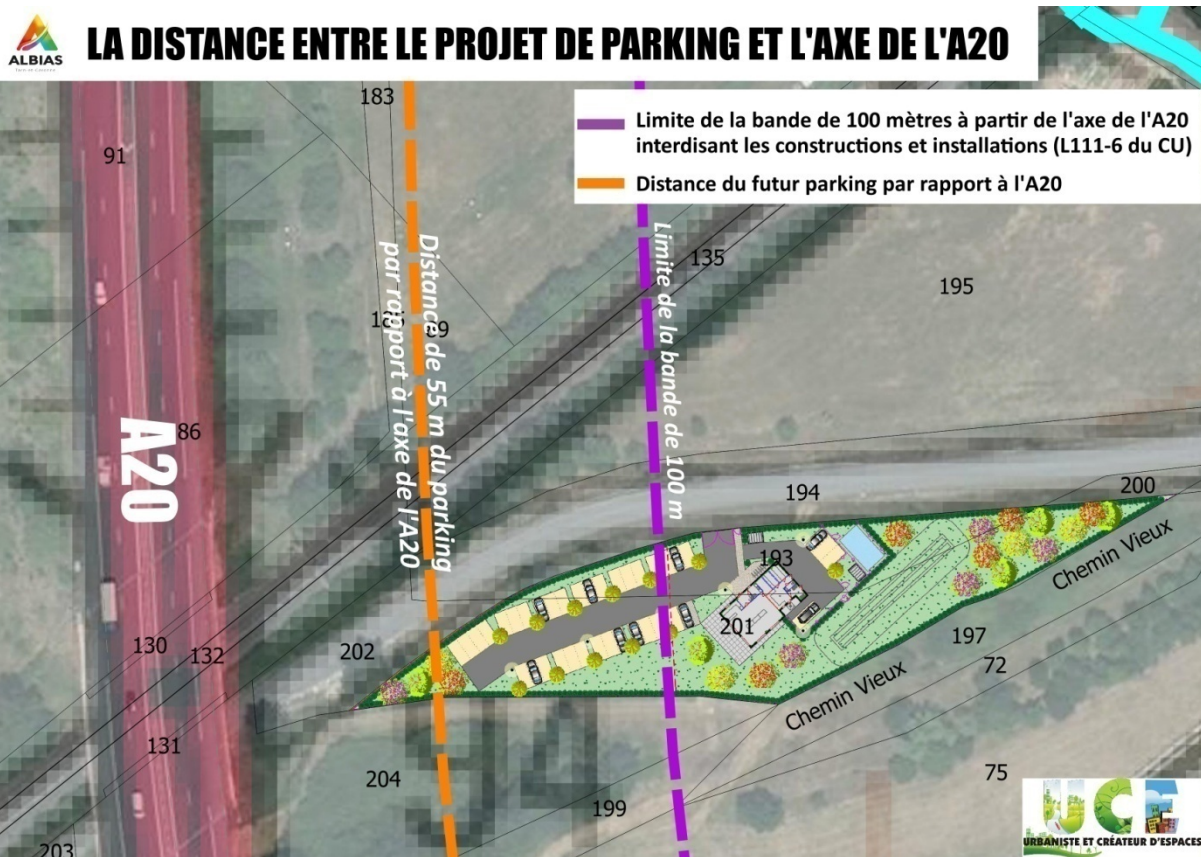 ALBIAS
LA DISTANCE ENTRE LE PROJET DE PARKING ET L'AXE DE L'A20
Limite de la bande de 100 mètres à partir de l'axe de l'A20
interdisant les constructions et installations (L111-6 du CU)
Distance du futur parking par rapport à l'A20
183
91
135
195
Distance de 55 m du parking
par rapport à l'axe de l'A20
Limite de la bande de 100 m
86
A20
194
200
193
Chemin Vieux
201
197
130
132
202
72
Chemin Vieux
131
204
75
199
203
UCE
URBANISTE ET CRÉATEUR D'ESPACES